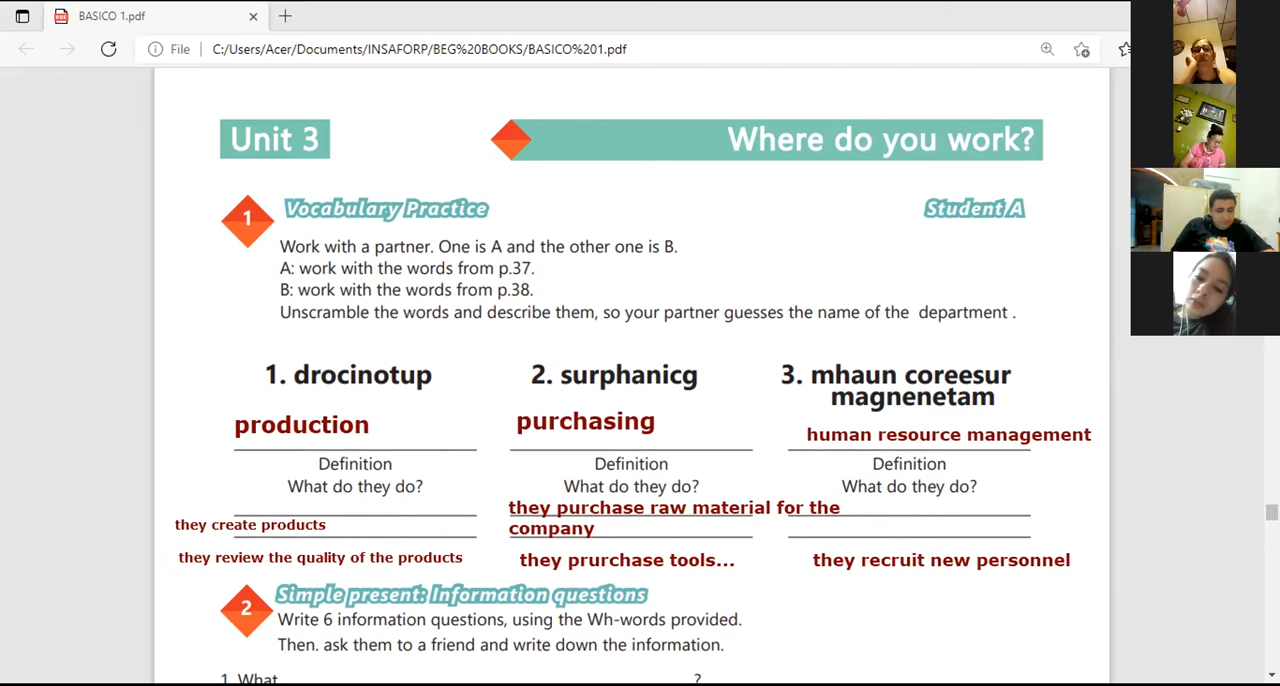 BASICO 1.pdf
File
C:/Users/Acer/Documents/INSAFORP/BEG%20BOOKS/BASICO%201.pdf
Unit 3
Where do you work?
1
Vocabulary Practice
Student A
Work with a partner. One is A and the other one is B.
A: work with the words from p.37.
B: work with the words from p.38.
Unscramble the words and describe them, so your partner guesses the name of the department .
1. drocinotup
2. surphanicg
3. mhaun coreesur
magnenetam
production
purchasing
human resource management
Definition
Definition
Definition
What do they do?
What do they do?
What do they do?
they create products
they purchase raw material for the
company
they review the quality of the products
they prurchase tools...
they recruit new personnel
2
Simple present: Information questions
Write 6 information questions, using the Wh-words provided.
Then. ask them to a friend and write down the information.
1. What ?